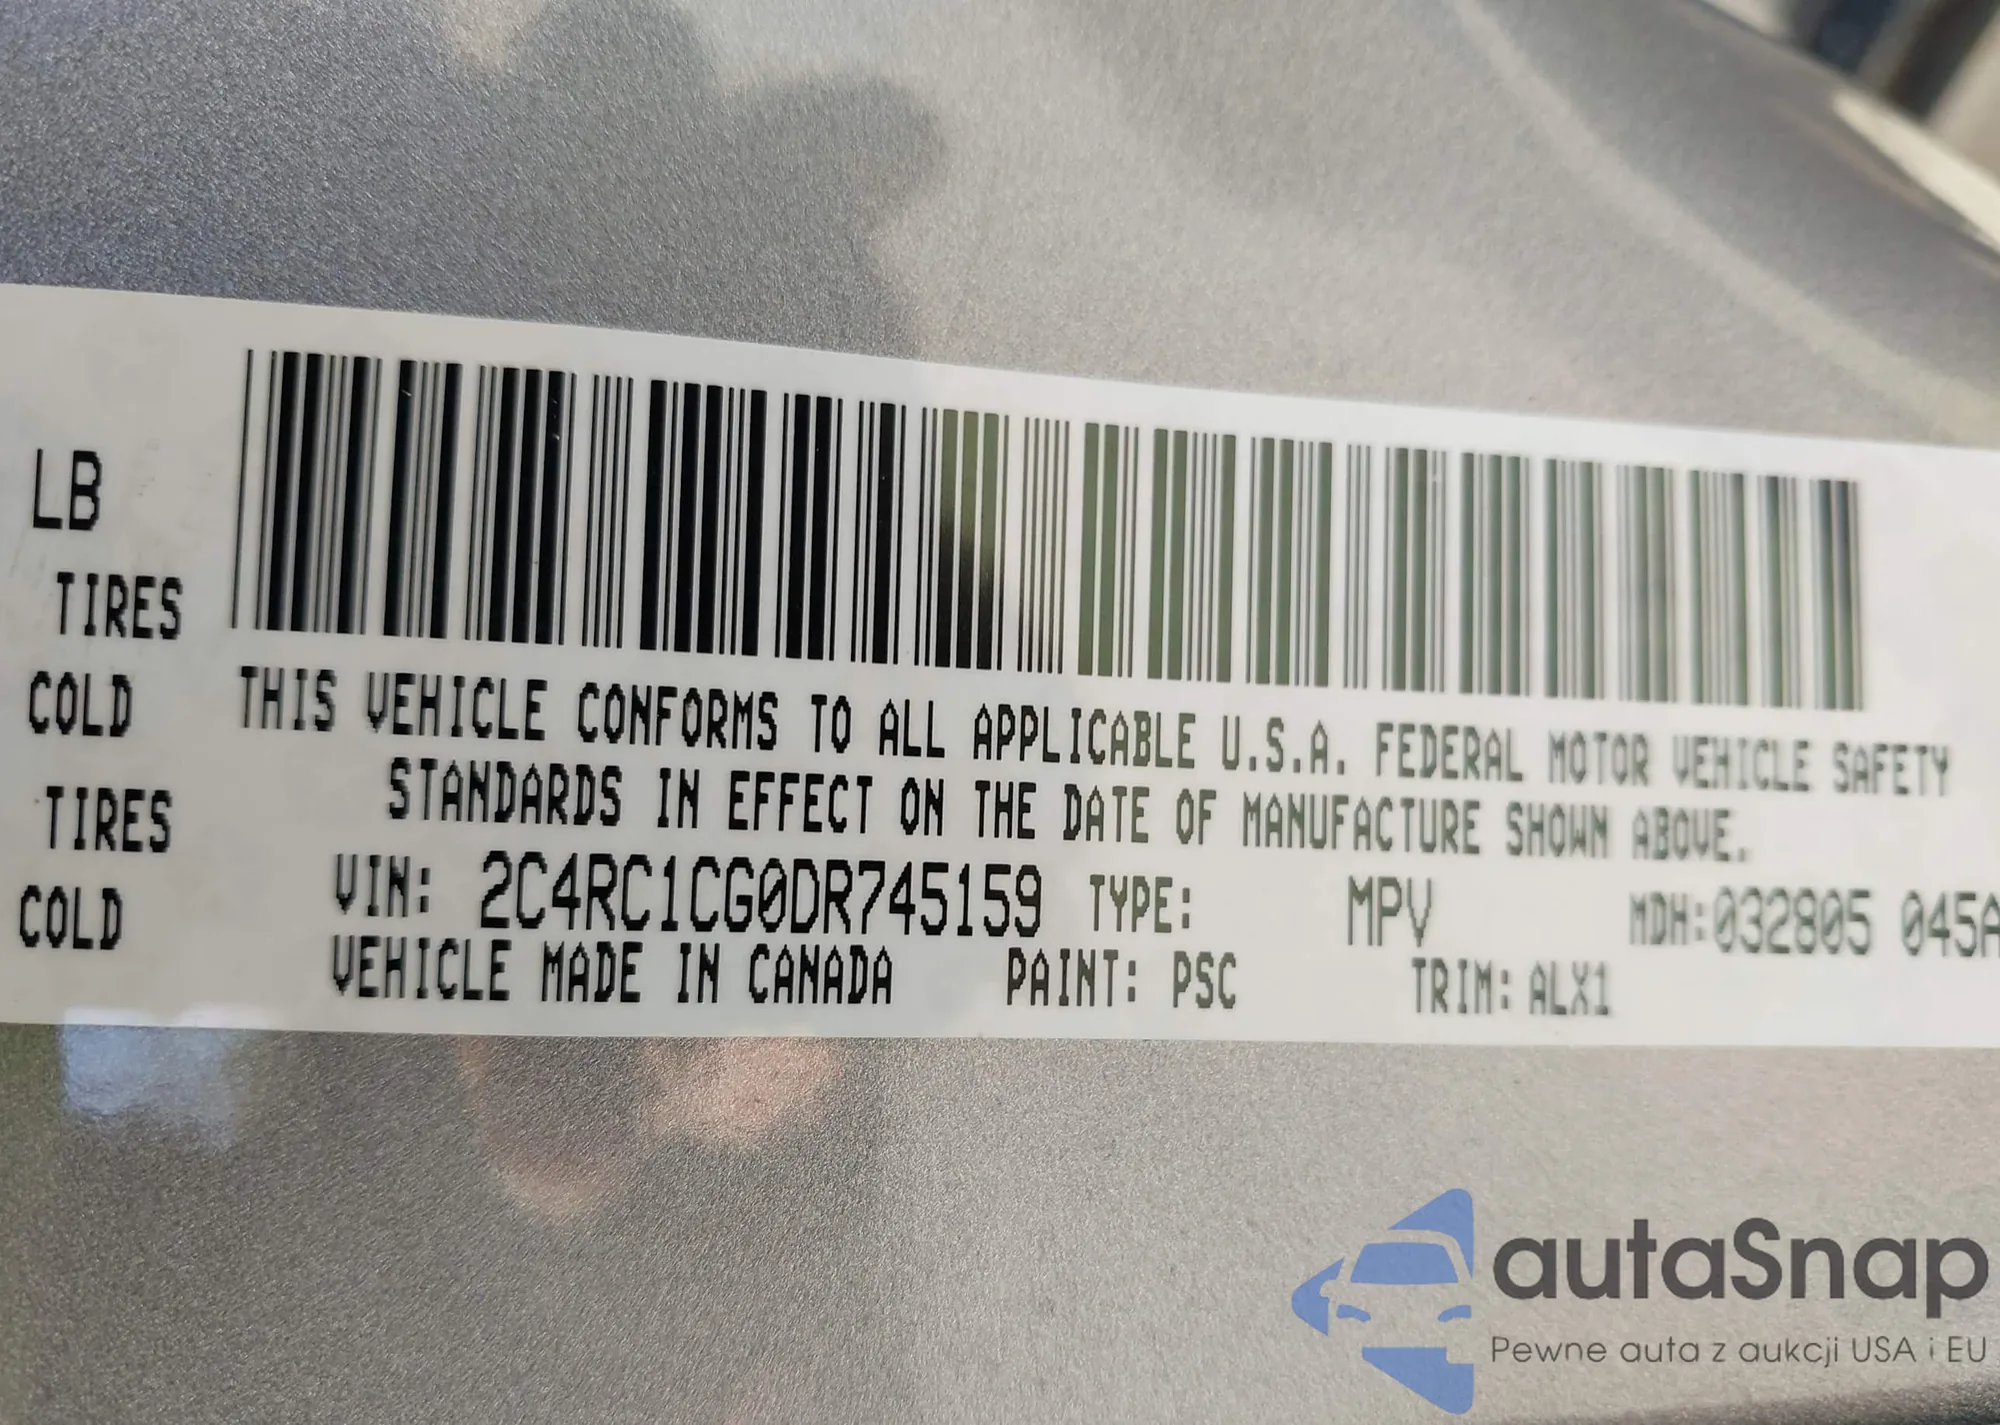 LB
TIRES
COLD
TIRES
COLD
THIS VEHICLE CONFORMS TO ALL APPLICABLE U.S.A. FEDERAL MOTOR VEHICLE SAFETY
STANDARDS IN EFFECT ON THE DATE OF MANUFACTURE SHOWN ABOVE.
VIN: 2C4RC1CG0DR745159 TYPE: MPV MDH:032805 045A
VEHICLE MADE IN CANADA PAINT: PSC TRIM: ALX1
autaSnap
Pewne auta z aukcji USA i EU